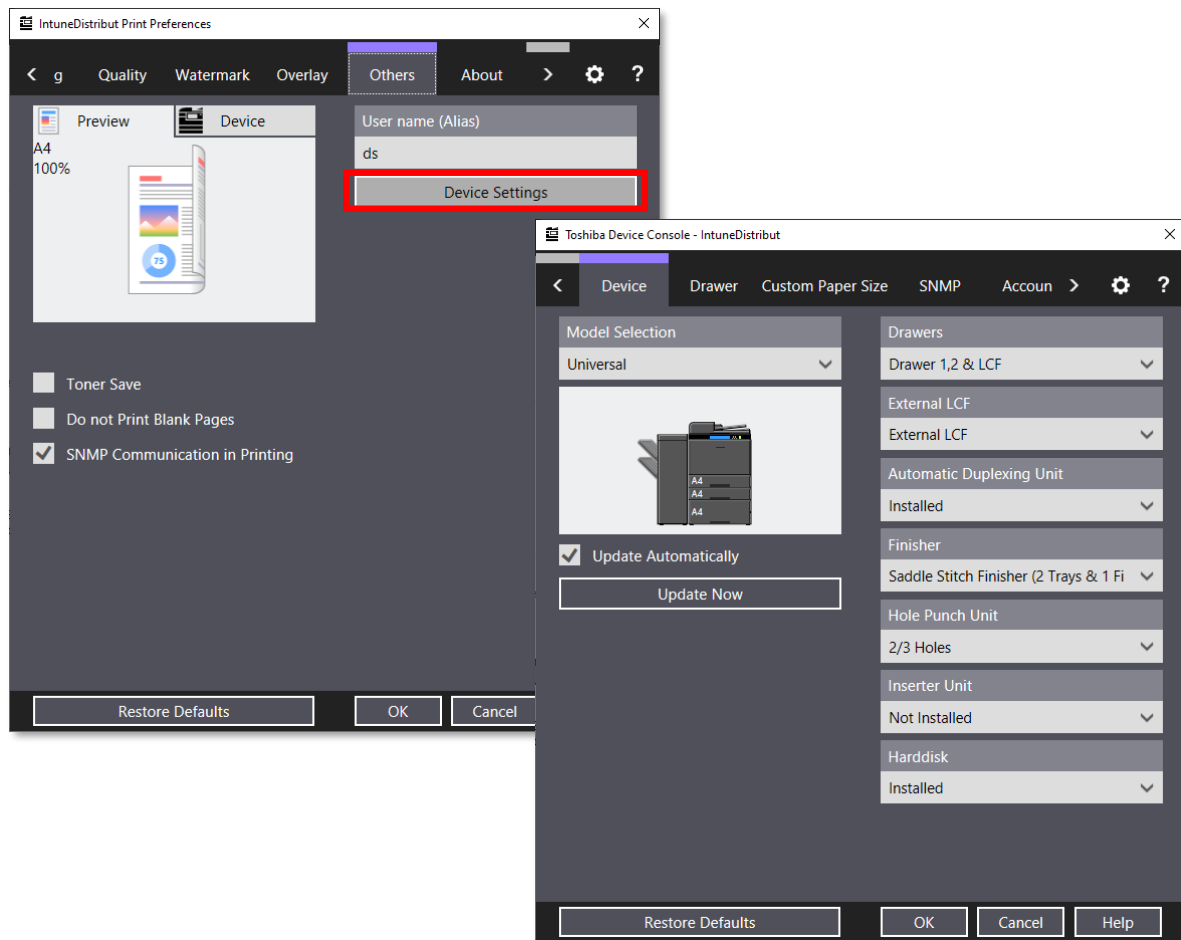 IntuneDistribut Print Preferences
g Quality Watermark Overlay Others About ?
Preview Device
A4
100%
75
User name (Alias)
ds
Device Settings
Toner Save
Do not Print Blank Pages
SNMP Communication in Printing
Restore Defaults OK Cancel
Toshiba Device Console - IntuneDistribut
Device Drawer Custom Paper Size SNMP Accoun ?
Model Selection
Universal
A4
A4
A4
Update Automatically
Update Now
Drawers
Drawer 1,2 & LCF
External LCF
External LCF
Automatic Duplexing Unit
Installed
Finisher
Saddle Stitch Finisher (2 Trays & 1 Fi
Hole Punch Unit
2/3 Holes
Inserter Unit
Not Installed
Harddisk
Installed
Restore Defaults OK Cancel Help